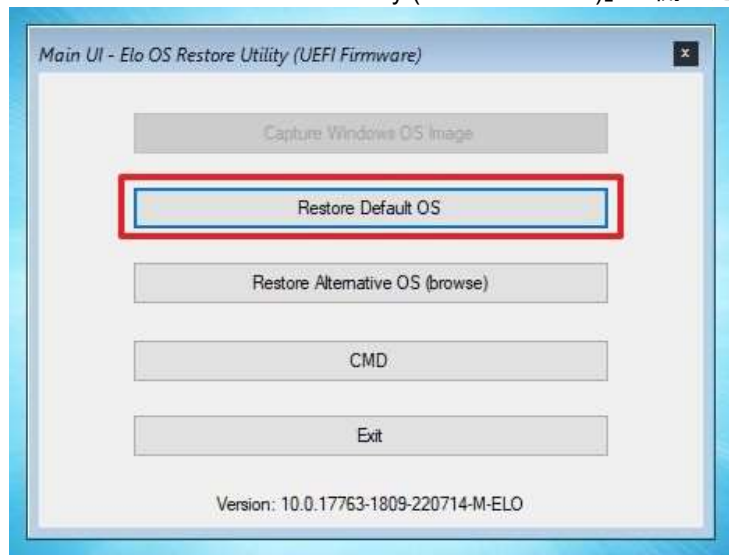 Main UI - Elo OS Restore Utility (UEFI Firmware)
x
Capture Windows OS Image
Restore Default OS
Restore Alternative OS (browse)
CMD
Exit
Version: 10.0.17763-1809-220714-M-ELO